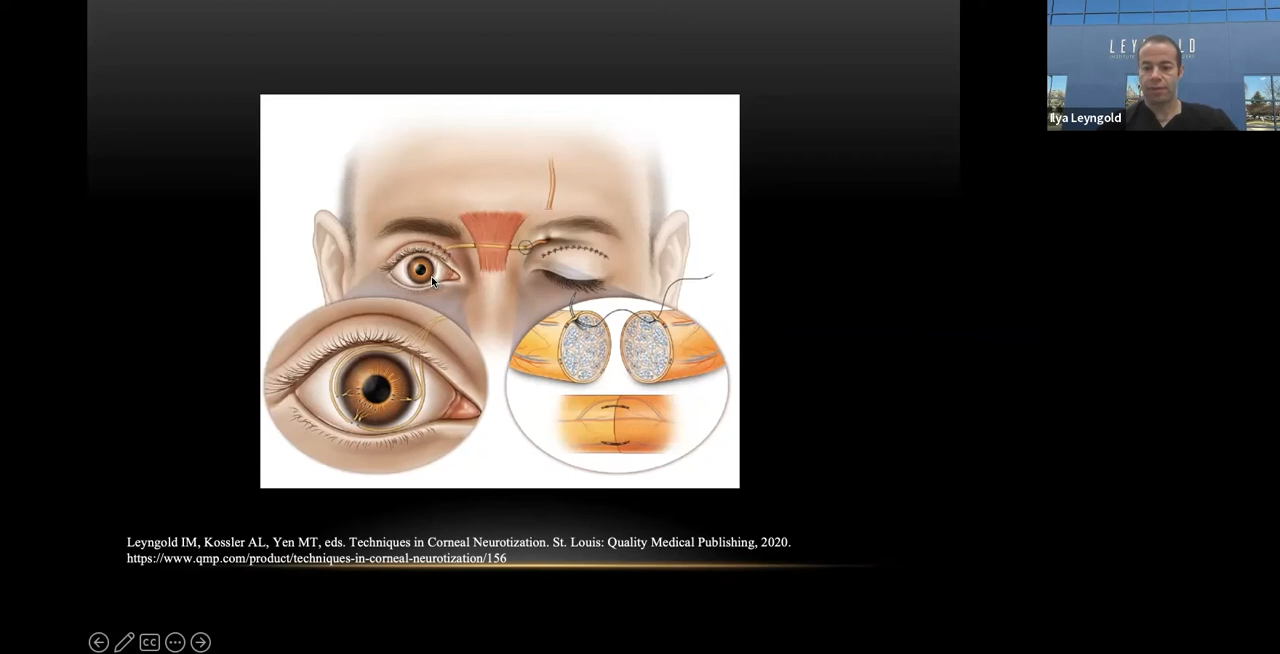 Leyngold IM, Kossler AL, Yen MT, eds. Techniques in Corneal Neurotization. St. Louis: Quality Medical Publishing, 2020.
https://www.qmp.com/product/techniques-in-corneal-neurotization/156
Ilya Leyngold
CC